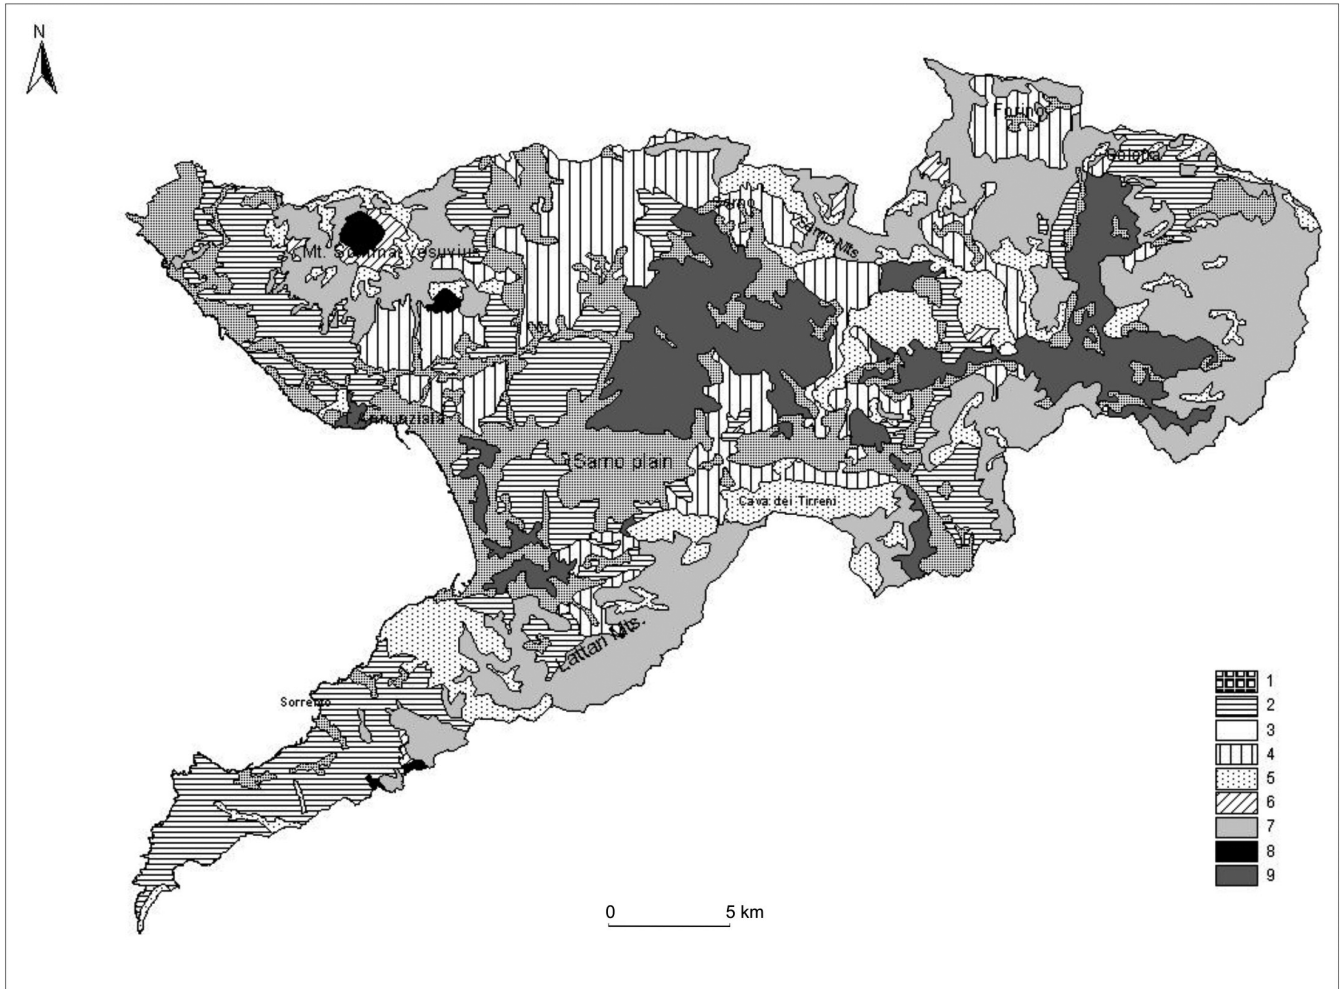 N
Forino
Solofra
Sarno
Sarno Mts
Mt. Somma Vesuvius
T.Annunziata
Sarno plain
Cava dei Tirreni
Lattari Mts.
Sorrento
1
2
3
4
5
6
7
8
9
0 5 km